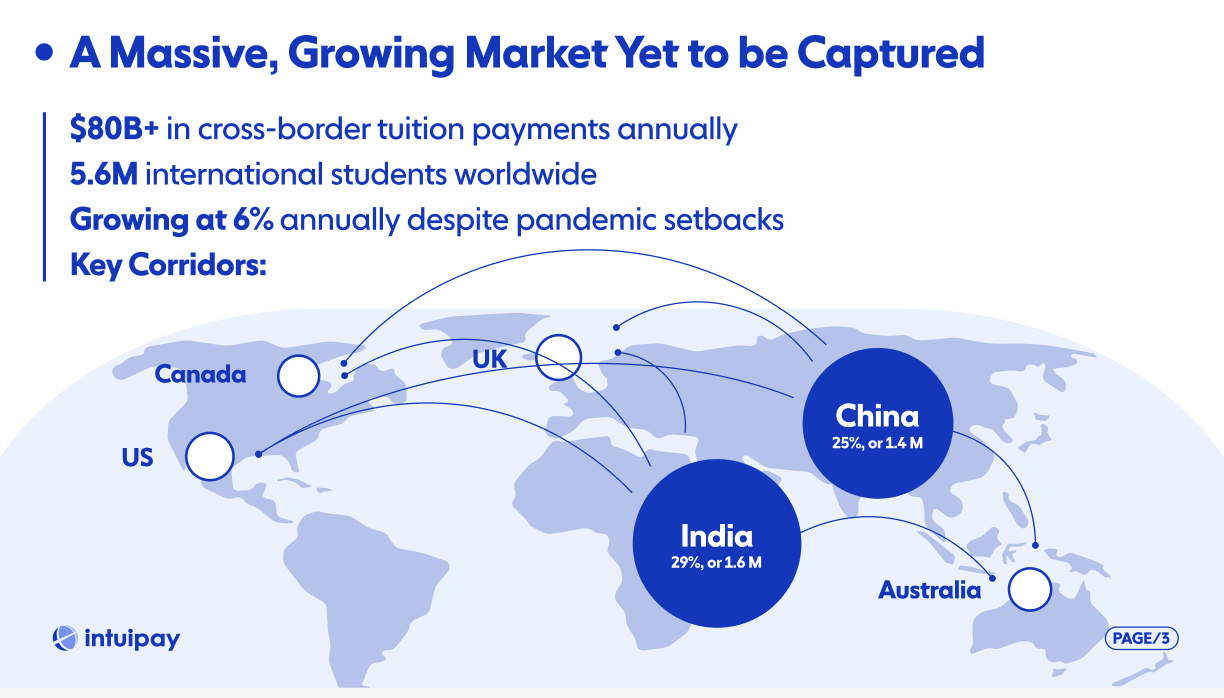 • A Massive, Growing Market Yet to be Captured
$80B+ in cross-border tuition payments annually
5.6M international students worldwide
Growing at 6% annually despite pandemic setbacks
Key Corridors:
Canada
UK
US
China
25%, or 1.4 M
India
29%, or 1.6 M
Australia
intuipay
PAGE/3